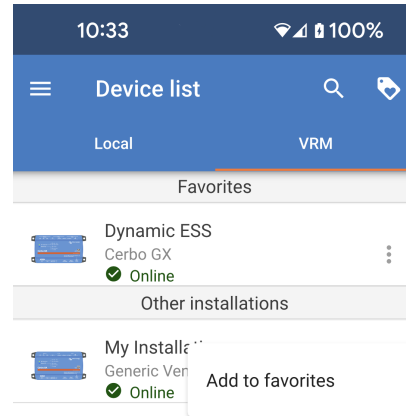 10:33 100%
Device list
Local VRM
Favorites
Dynamic ESS
Cerbo GX
Online
Other installations
My Installa
Generic Ven
Add to favorites
Online